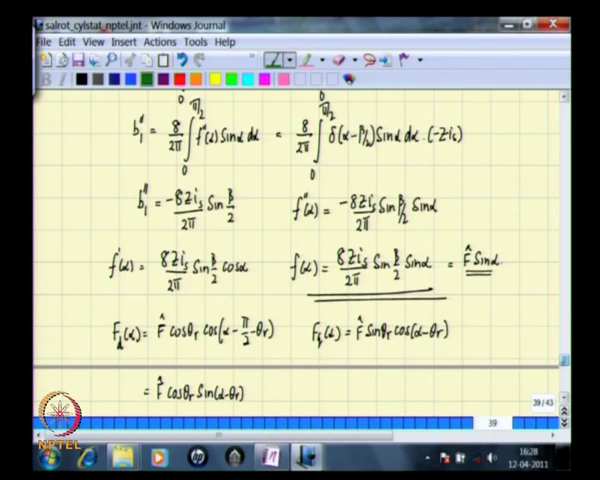 salrot_cylstat_nptel.jnt - Windows Journal
File Edit View Insert Actions Tools Help
b₁'' = 8/2π ∫₀^(π/2) f''(α) Sinα dα = 8/2π ∫₀^(π/2) δ(α-β/2) Sinα dα · (-Z iₛ)
b₁'' = -8Z iₛ/2π Sin β/2 f''(α) = -8Z iₛ/2π Sin β/2 Sinα
f'(α) = 8Z iₛ/2π Sin β/2 cosα f(α) = 8Z iₛ/2π Sin β/2 Sinα = F̂ Sinα
F_d(α) = F̂ cosθᵣ cos(α - π/2 - θᵣ) F_q(α) = F̂ Sinθᵣ cos(α-θᵣ)
= F̂ cosθᵣ Sin(α-θᵣ)
39/43
39
NPTEL
16:28
12-04-2011